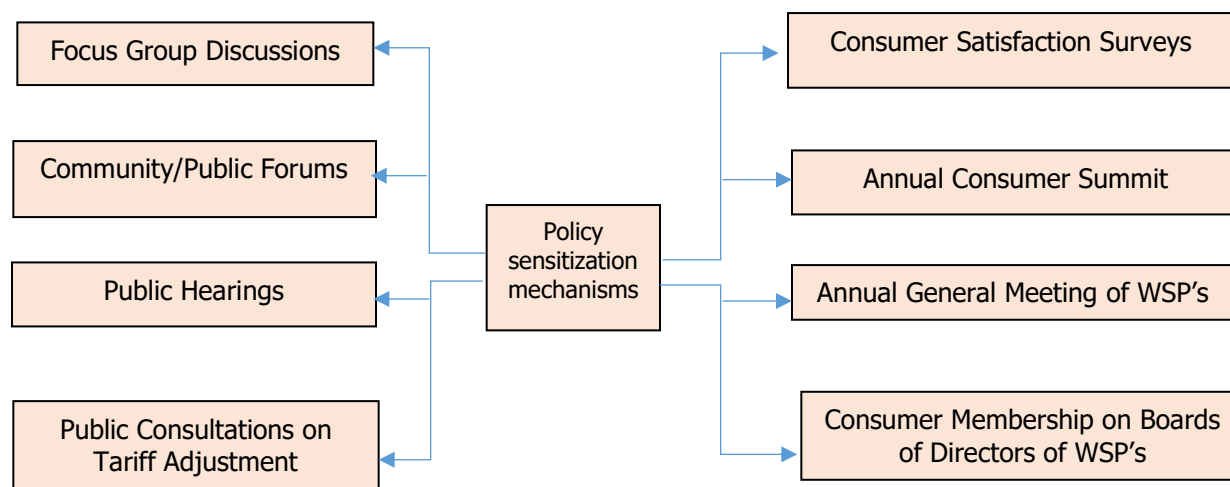 Focus Group Discussions
Community/Public Forums
Public Hearings
Public Consultations on
Tariff Adjustment
Policy
sensitization
mechanisms
Consumer Satisfaction Surveys
Annual Consumer Summit
Annual General Meeting of WSP’s
Consumer Membership on Boards
of Directors of WSP’s